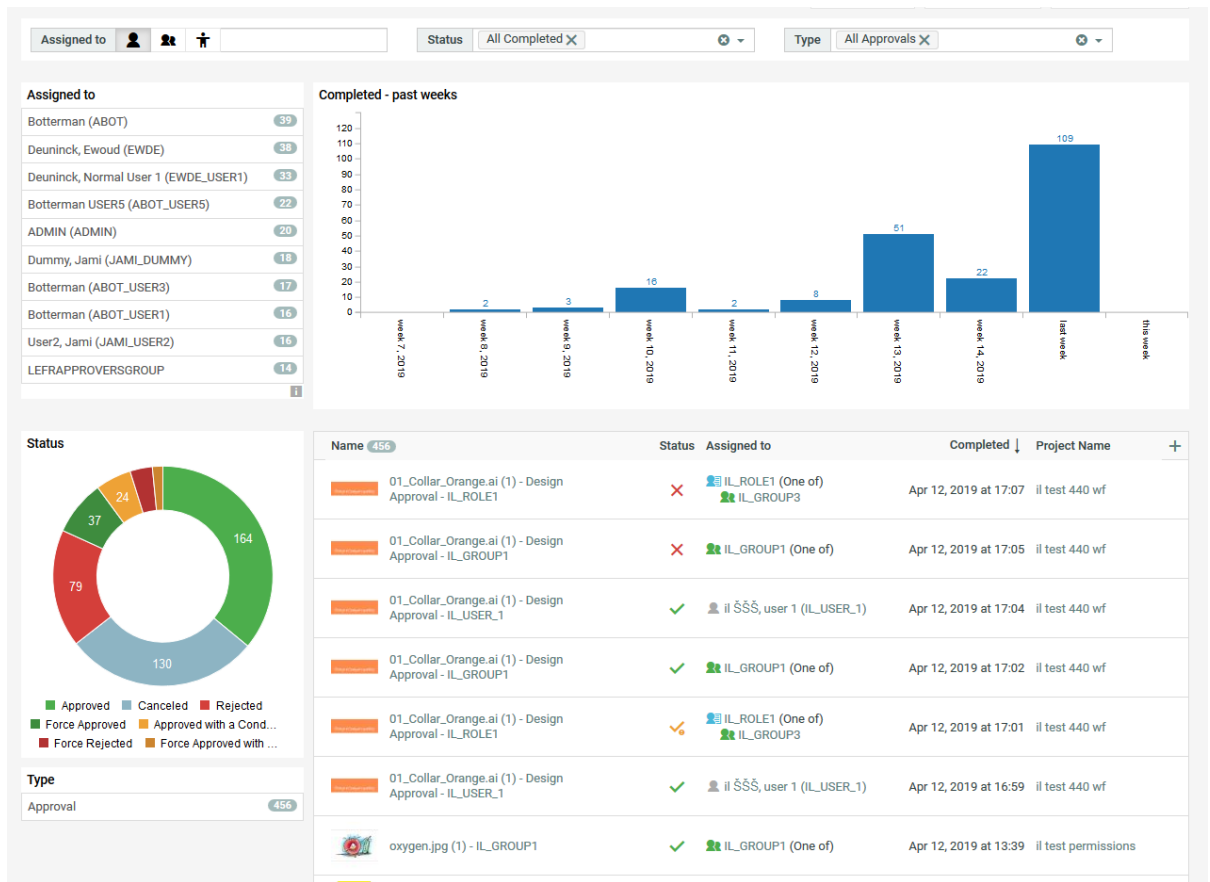 Assigned to
Status All Completed
Type All Approvals
Assigned to
Botterman (ABOT) 39
Deuninck, Ewoud (EWDE) 38
Deuninck, Normal User 1 (EWDE_USER1) 33
Botterman USER5 (ABOT_USER5) 22
ADMIN (ADMIN) 20
Dummy, Jami (JAMI_DUMMY) 18
Botterman (ABOT_USER3) 17
Botterman (ABOT_USER1) 16
User2, Jami (JAMI_USER2) 16
LEFRAPPROVERSGROUP 14
i
Completed - past weeks
120
110
100
90
80
70
60
50
40
30
20
10
0
2
3
16
2
8
51
22
109
week 7, 2019
week 8, 2019
week 9, 2019
week 10, 2019
week 11, 2019
week 12, 2019
week 13, 2019
week 14, 2019
last week
this week
Status
164
130
79
37
24
Approved Canceled Rejected
Force Approved Approved with a Cond...
Force Rejected Force Approved with ...
Type
Approval 456
Name 456 Status Assigned to Completed Project Name
01_Collar_Orange.ai (1) - Design IL_ROLE1 (One of)
Approval - IL_ROLE1 IL_GROUP3 Apr 12, 2019 at 17:07 il test 440 wf
01_Collar_Orange.ai (1) - Design
Approval - IL_GROUP1 IL_GROUP1 (One of) Apr 12, 2019 at 17:05 il test 440 wf
01_Collar_Orange.ai (1) - Design
Approval - IL_USER_1 il ŠŠŠ, user 1 (IL_USER_1) Apr 12, 2019 at 17:04 il test 440 wf
01_Collar_Orange.ai (1) - Design
Approval - IL_GROUP1 IL_GROUP1 (One of) Apr 12, 2019 at 17:02 il test 440 wf
01_Collar_Orange.ai (1) - Design IL_ROLE1 (One of)
Approval - IL_ROLE1 IL_GROUP3 Apr 12, 2019 at 17:01 il test 440 wf
01_Collar_Orange.ai (1) - Design
Approval - IL_USER_1 il ŠŠŠ, user 1 (IL_USER_1) Apr 12, 2019 at 16:59 il test 440 wf
oxygen.jpg (1) - IL_GROUP1 IL_GROUP1 (One of) Apr 12, 2019 at 13:39 il test permissions